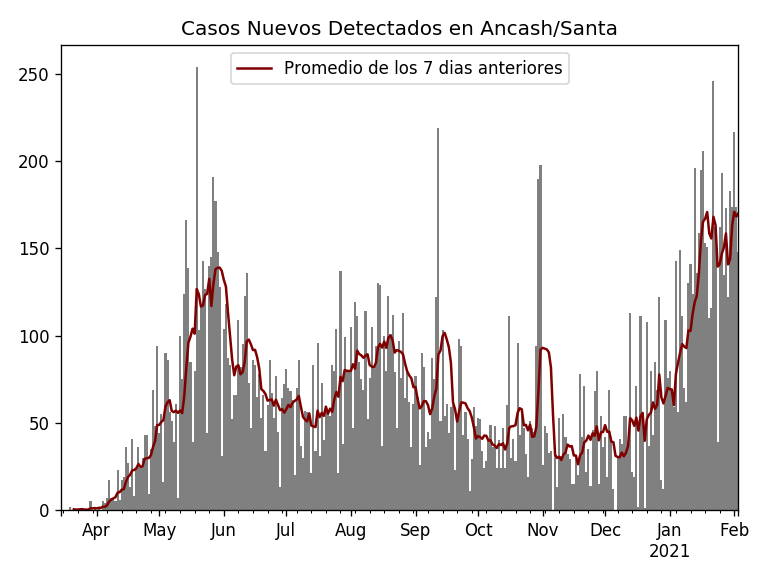 Casos Nuevos Detectados en Ancash/Santa
Promedio de los 7 dias anteriores
250
200
150
100
50
0
Apr May Jun Jul Aug Sep Oct Nov Dec Jan Feb
2021